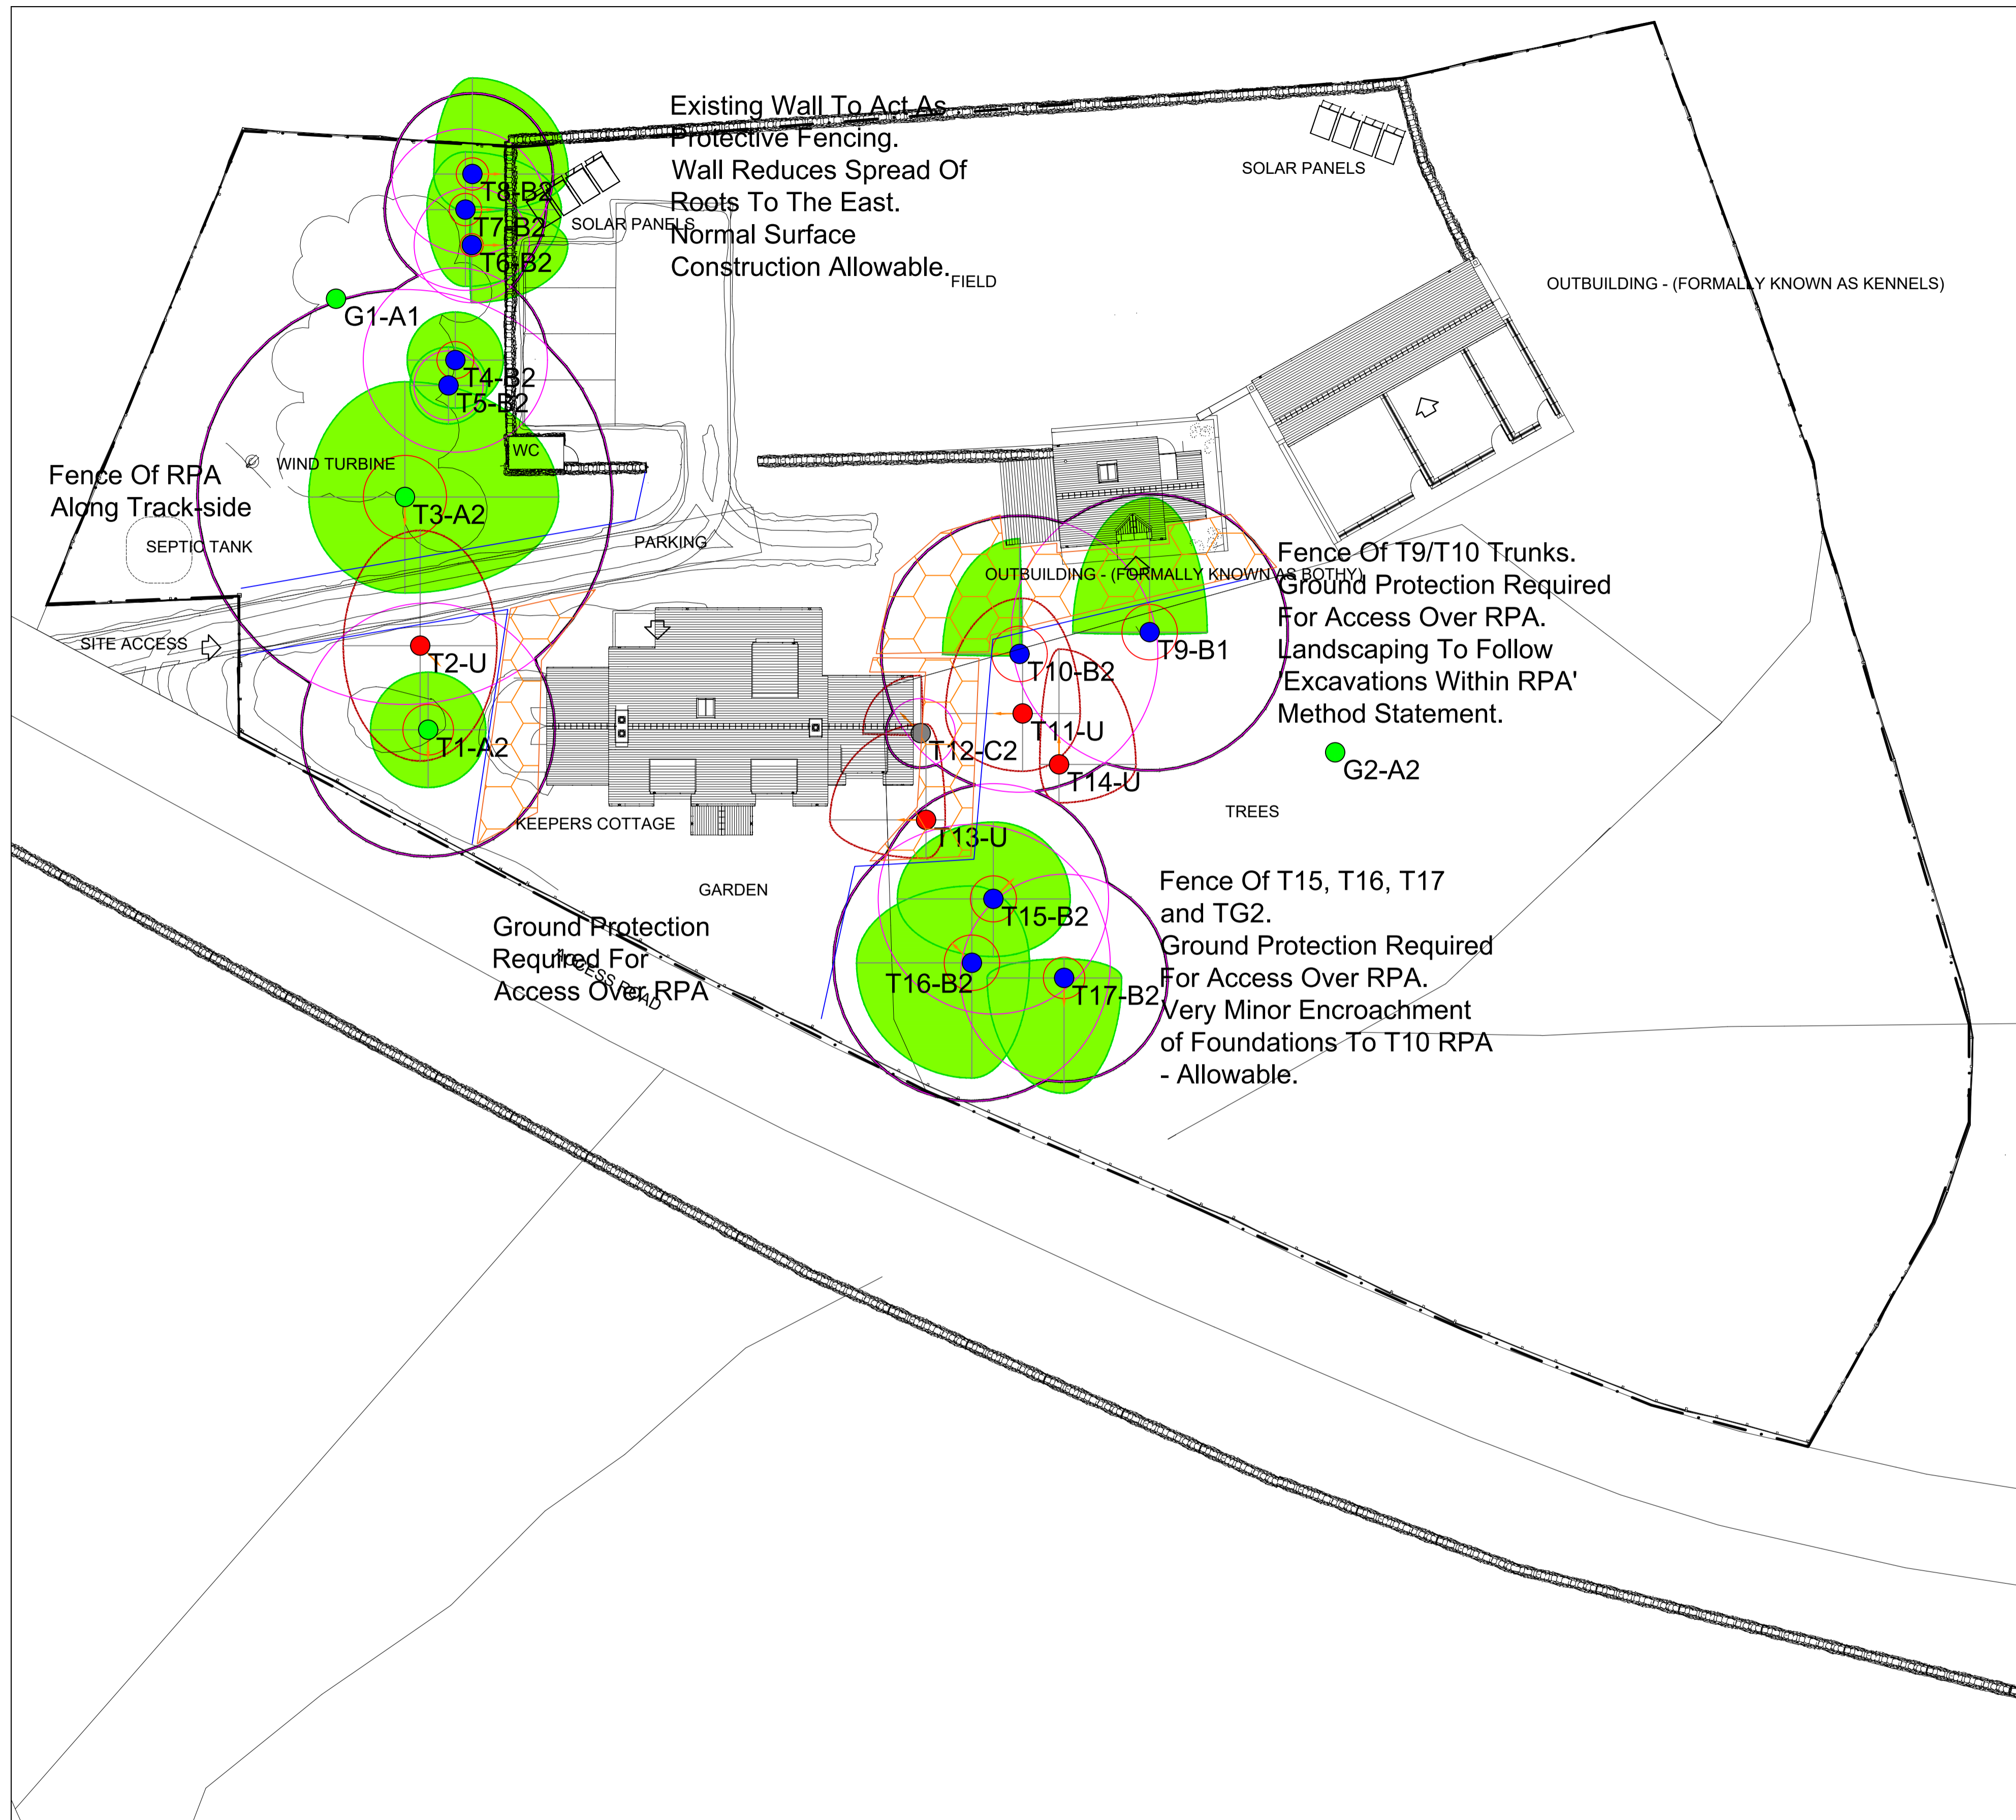 Existing Wall To Act As
Protective Fencing.
Wall Reduces Spread Of
Roots To The East.
Normal Surface
Construction Allowable.
SOLAR PANELS
SOLAR PANELS
FIELD
OUTBUILDING - (FORMALLY KNOWN AS KENNELS)
T8-B2
T7-B2
T6-B2
G1-A1
T4-B2
T5-B2
WC
WIND TURBINE
Fence Of RPA
Along Track-side
T3-A2
SEPTIC TANK
PARKING
OUTBUILDING - (FORMALLY KNOWN AS BOTHY)
Fence Of T9/T10 Trunks.
Ground Protection Required
For Access Over RPA.
Landscaping To Follow
'Excavations Within RPA'
Method Statement.
SITE ACCESS
T2-U
T9-B1
T10-B2
T11-U
T1-A2
T12-C2
T14-U
G2-A2
TREES
KEEPERS COTTAGE
T13-U
GARDEN
Fence Of T15, T16, T17
and TG2.
Ground Protection Required
For Access Over RPA.
Very Minor Encroachment
of Foundations To T10 RPA
- Allowable.
T15-B2
T16-B2
T17-B2
Ground Protection
Required For
Access Over RPA
ACCESS ROAD